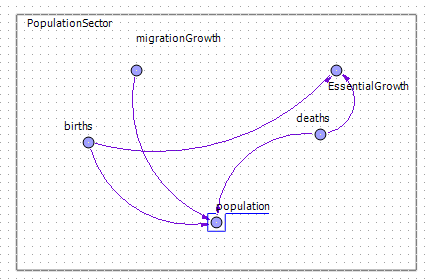 PopulationSector
migrationGrowth
EssentialGrowth
deaths
births
population